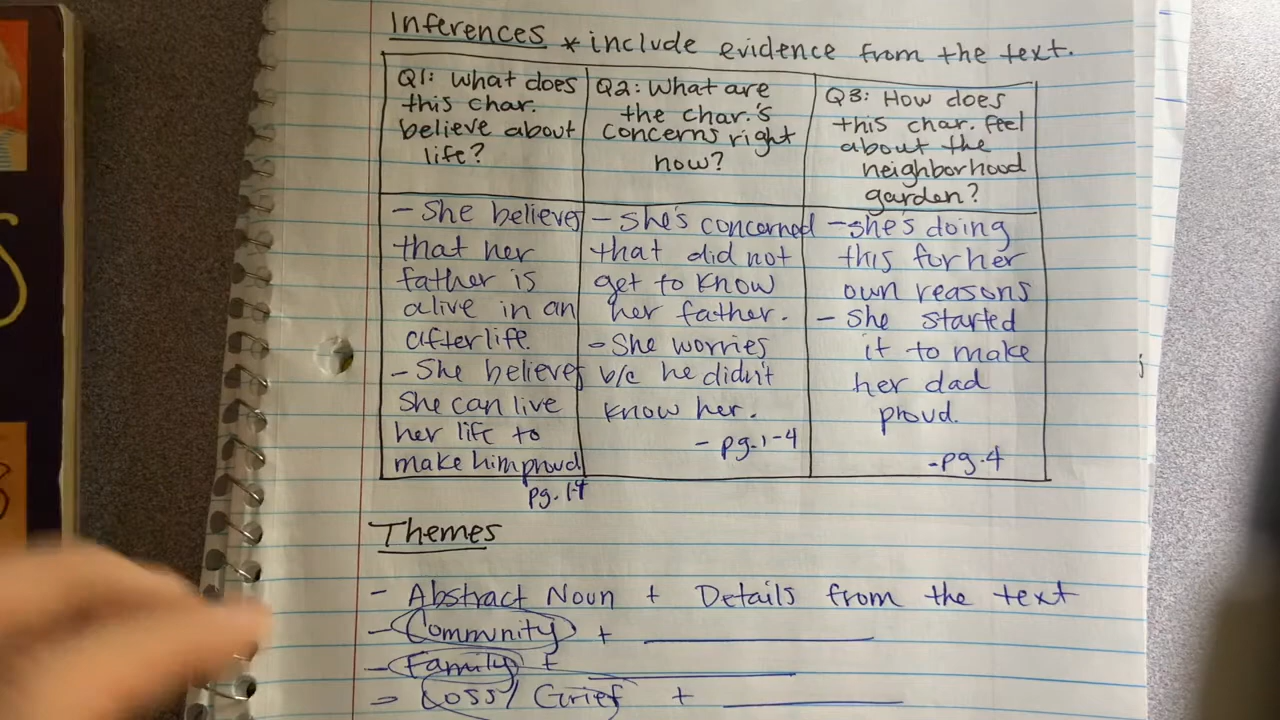 Inferences * include evidence from the text.
Q1: What does
this char.
believe about
life?
Q2: What are
the char.'s
concerns right
now?
Q3: How does
this char. feel
about the
neighborhood
garden?
- She believes
that her
father is
alive in an
afterlife.
- She believes
She can live
her life to
make him proud
pg. 1-4
- She's concerned
that did not
get to know
her father.
- She worries
b/c he didn't
know her.
- pg. 1-4
- she's doing
this for her
own reasons
- She started
it to make
her dad
proud.
- pg. 4
Themes
- Abstract Noun + Details from the text
- Community +
- Family +
- Loss/Grief +